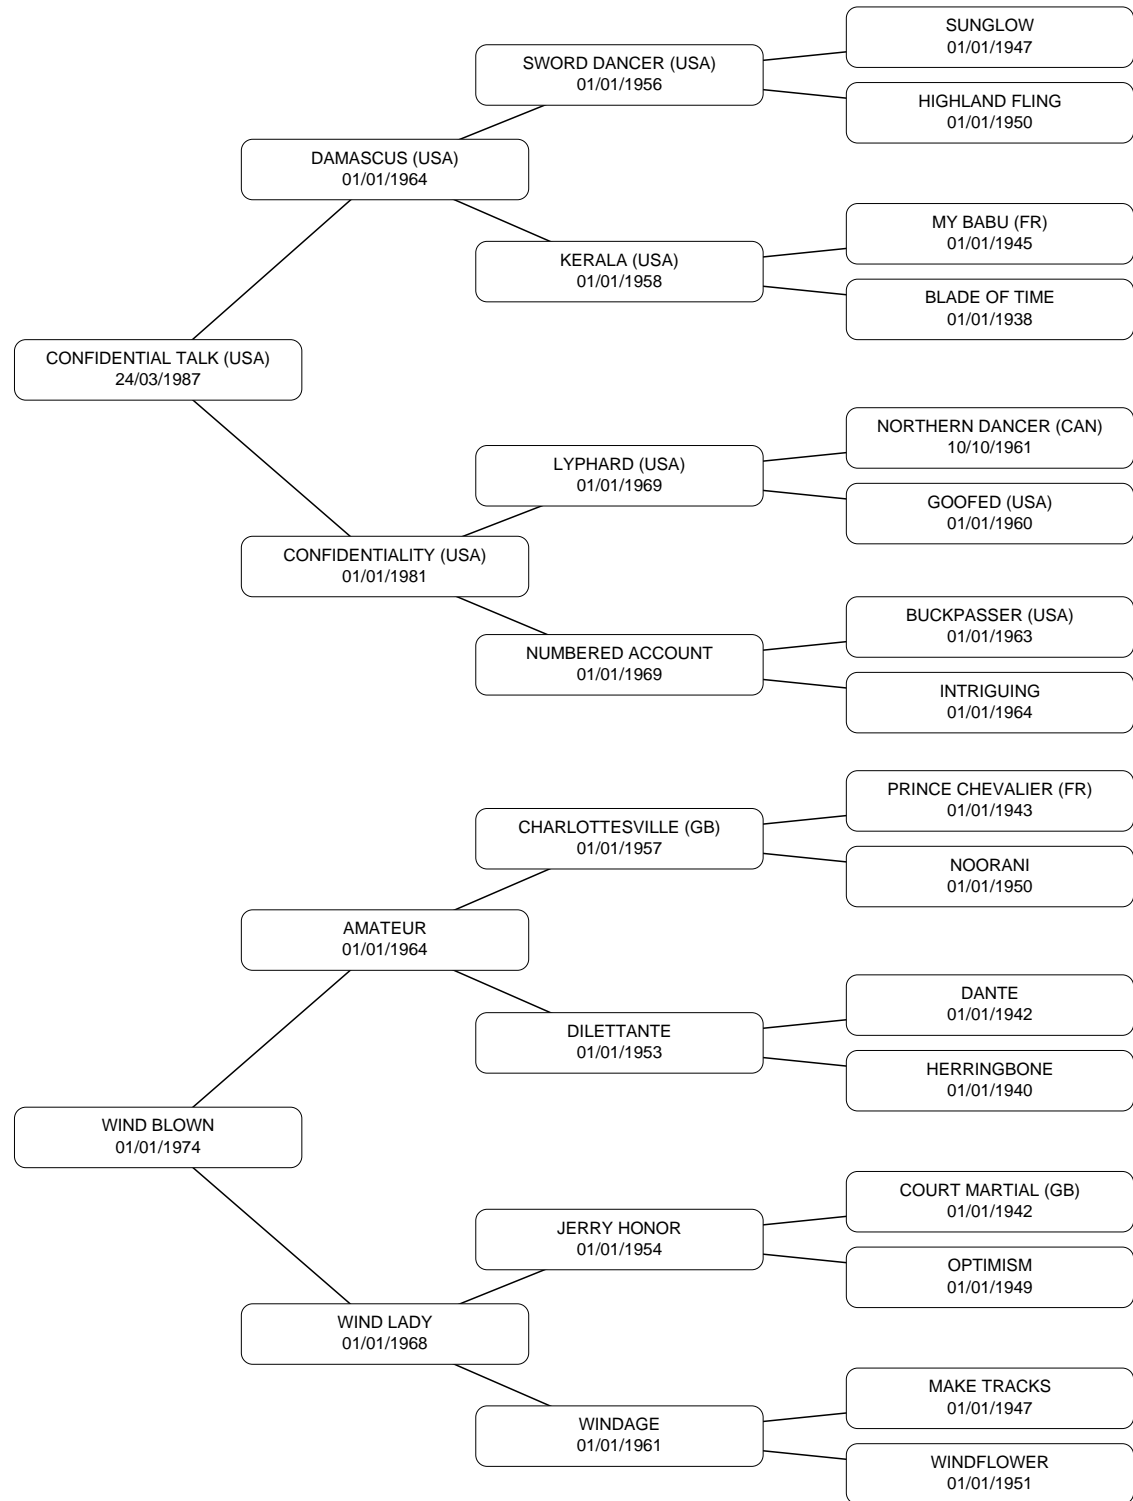 SUNGLOW
01/01/1947
SWORD DANCER (USA)
01/01/1956
HIGHLAND FLING
01/01/1950
DAMASCUS (USA)
01/01/1964
MY BABU (FR)
01/01/1945
KERALA (USA)
01/01/1958
BLADE OF TIME
01/01/1938
CONFIDENTIAL TALK (USA)
24/03/1987
NORTHERN DANCER (CAN)
10/10/1961
LYPHARD (USA)
01/01/1969
GOOFED (USA)
01/01/1960
CONFIDENTIALITY (USA)
01/01/1981
BUCKPASSER (USA)
01/01/1963
NUMBERED ACCOUNT
01/01/1969
INTRIGUING
01/01/1964
PRINCE CHEVALIER (FR)
01/01/1943
CHARLOTTESVILLE (GB)
01/01/1957
NOORANI
01/01/1950
AMATEUR
01/01/1964
DANTE
01/01/1942
DILETTANTE
01/01/1953
HERRINGBONE
01/01/1940
WIND BLOWN
01/01/1974
COURT MARTIAL (GB)
01/01/1942
JERRY HONOR
01/01/1954
OPTIMISM
01/01/1949
WIND LADY
01/01/1968
MAKE TRACKS
01/01/1947
WINDAGE
01/01/1961
WINDFLOWER
01/01/1951